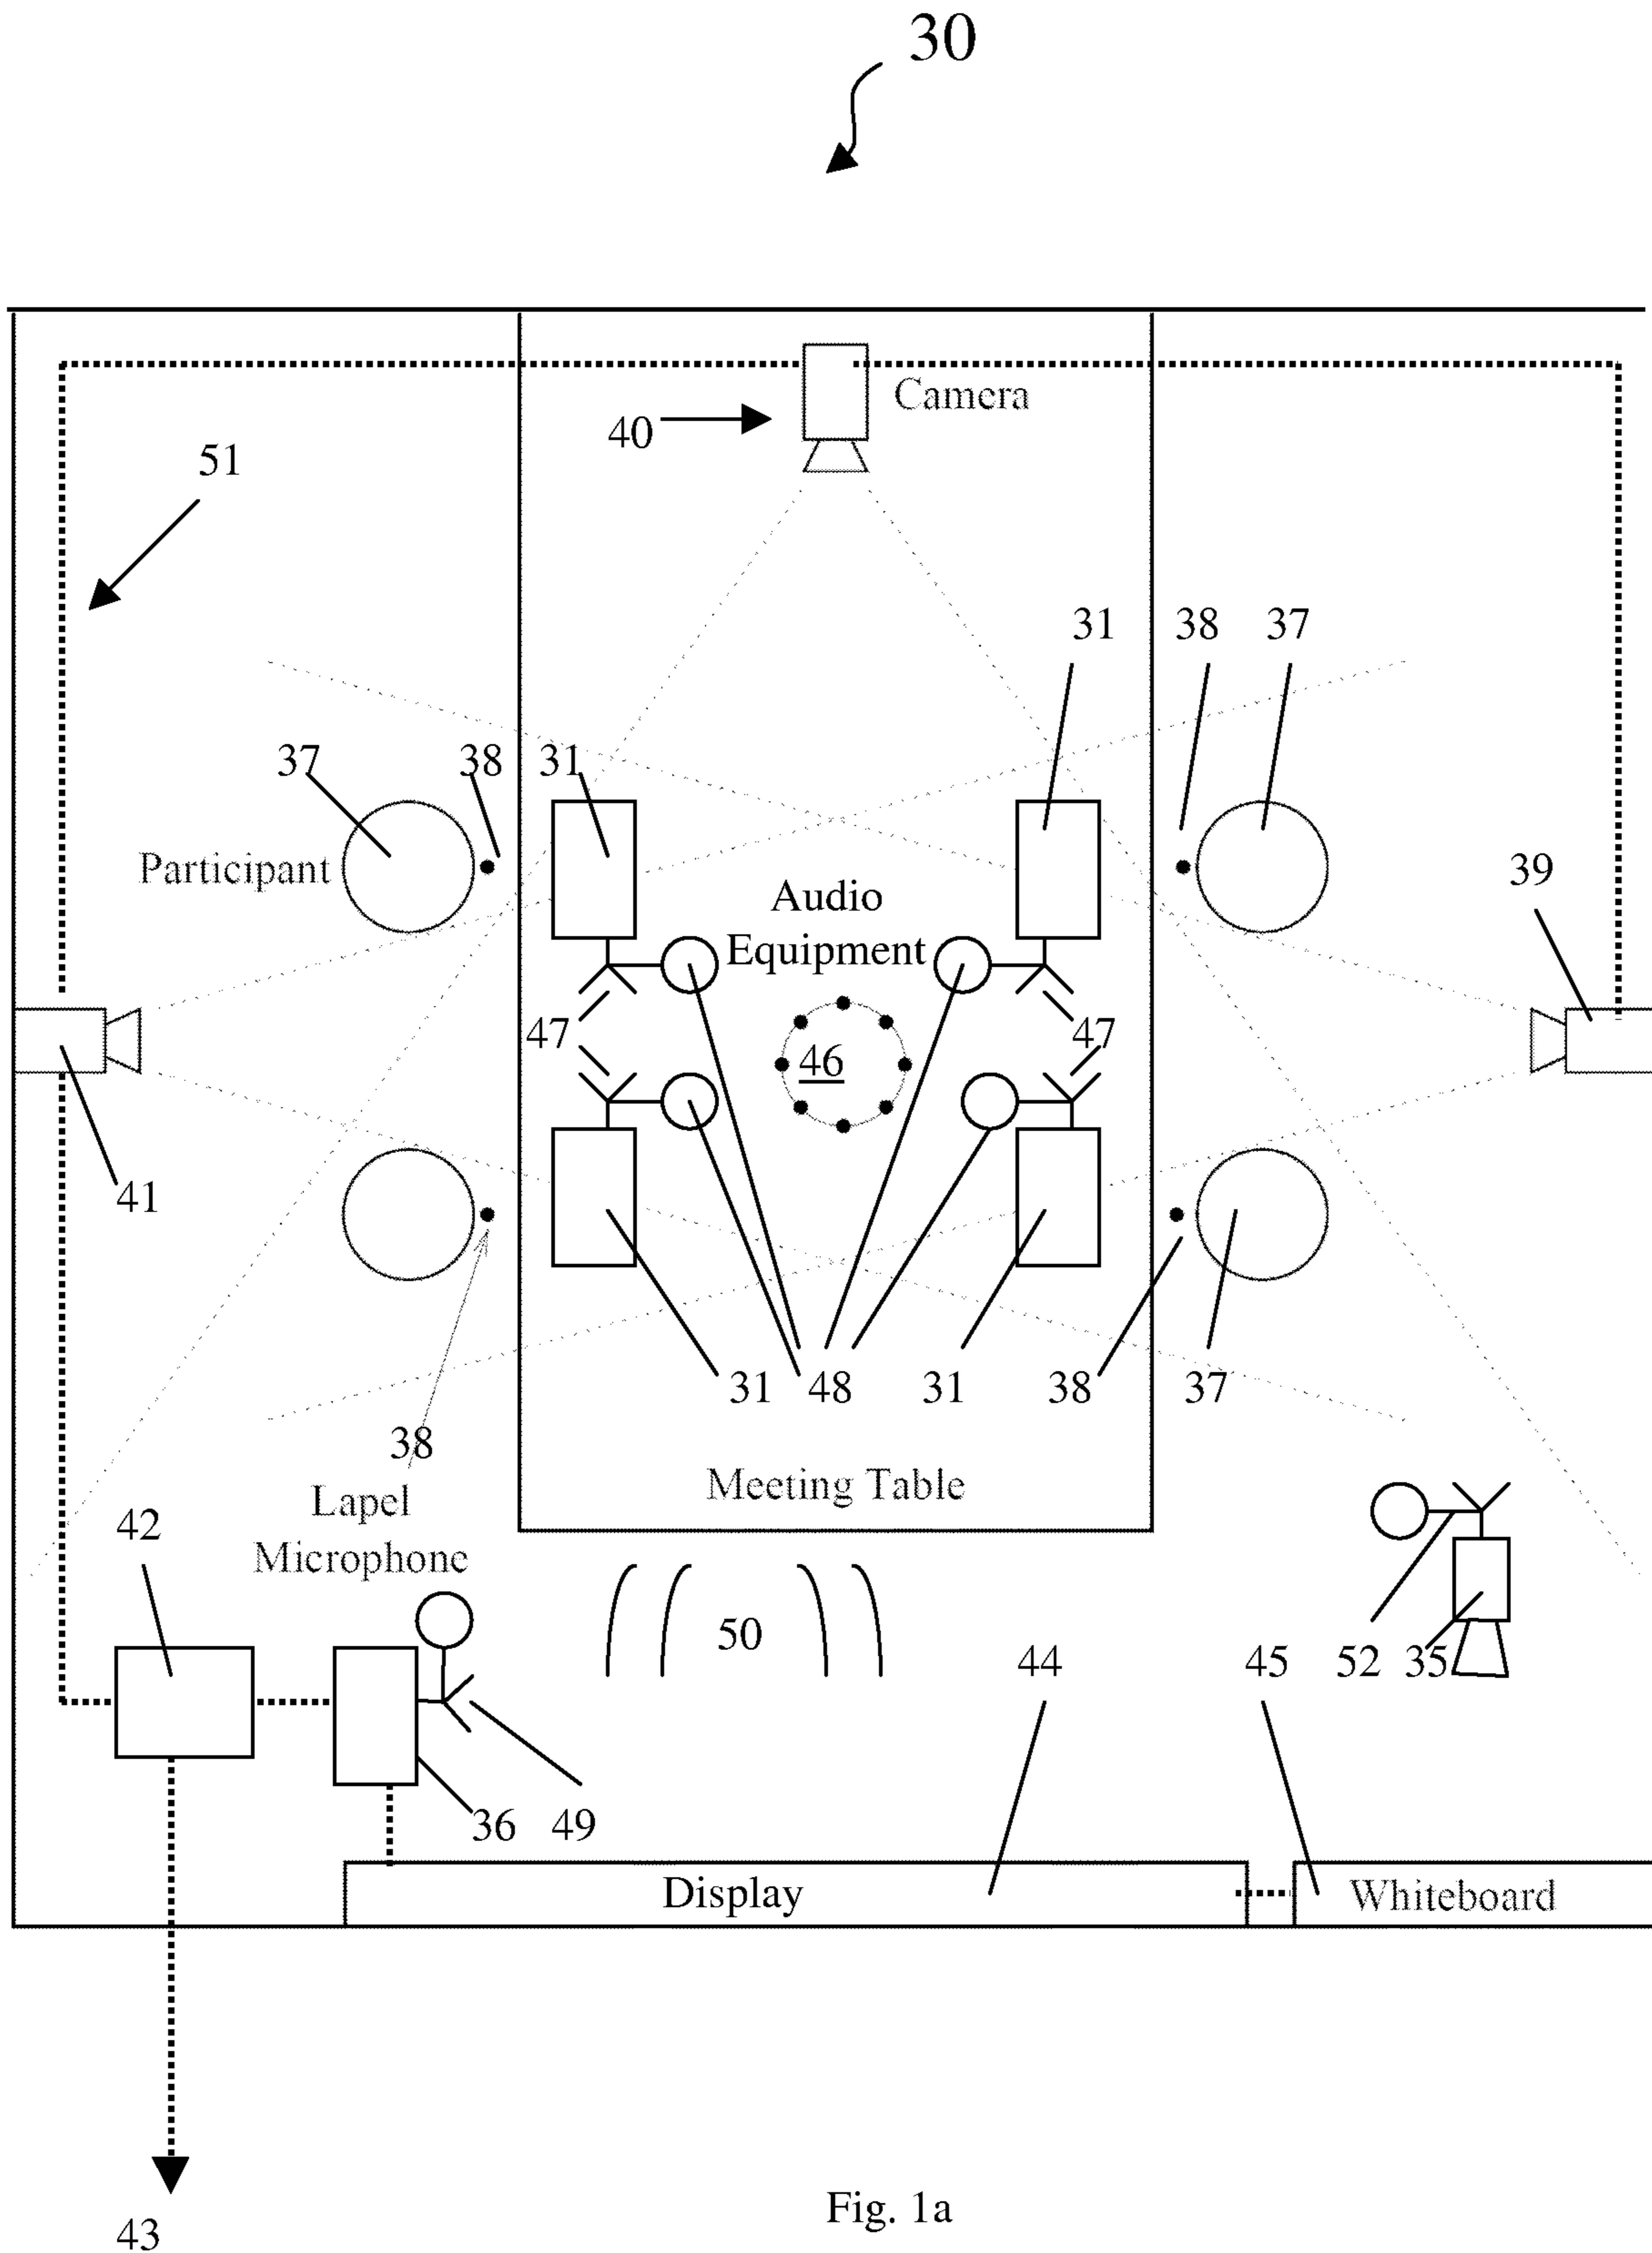 30
Camera
40
51
31 38 37
37 38 31
39
Participant
Audio
Equipment
47 47
46
41
31 48 31 38 37
38
Meeting Table
Lapel
Microphone
42
50
44 45 52 35
36 49
Display
Whiteboard
43
Fig. 1a